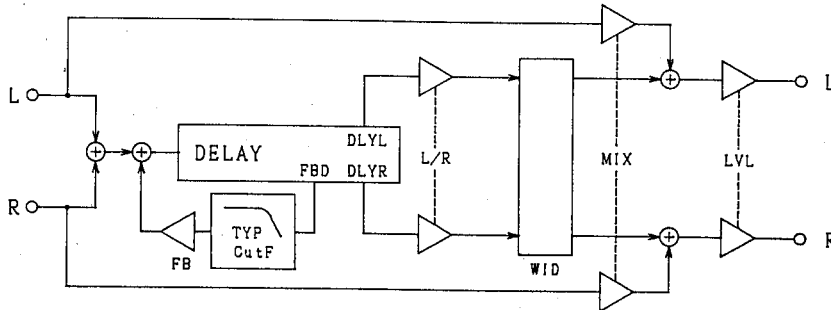 L
L
DLYL
DELAY
L/R
MIX
LVL
FBD
DLYR
R
R
TYP
CutF
FB
WID